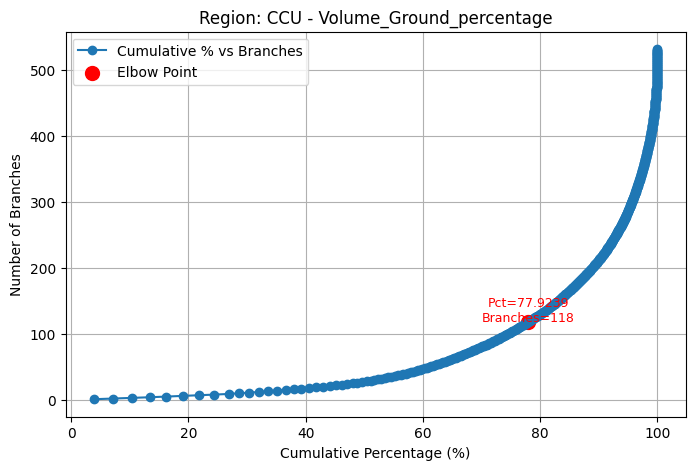 Region: CCU - Volume_Ground_percentage
Cumulative % vs Branches
Elbow Point
500
400
300
200
100
0
Number of Branches
Pct=77.9239
Branches=118
0
20
40
60
80
100
Cumulative Percentage (%)